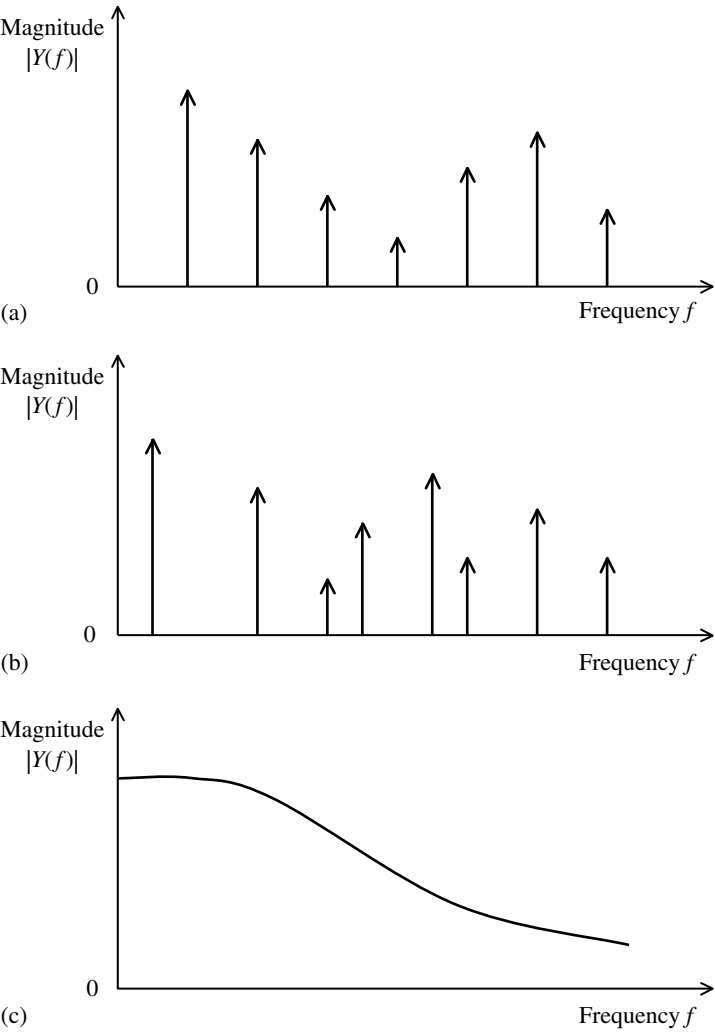 Magnitude
|Y(f)|
0
(a)
Frequency f
Magnitude
|Y(f)|
0
(b)
Frequency f
Magnitude
|Y(f)|
0
(c)
Frequency f